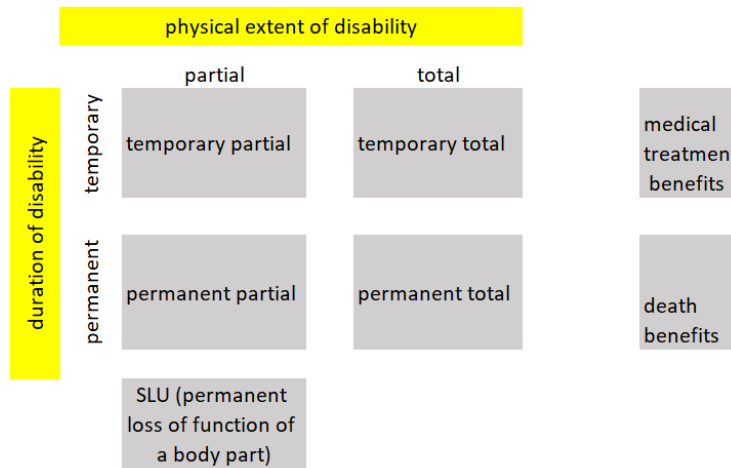 physical extent of disability
partial
total
duration of disability
temporary
temporary partial
temporary total
medical
treatment
benefits
permanent
permanent partial
permanent total
death
benefits
SLU (permanent
loss of function of
a body part)